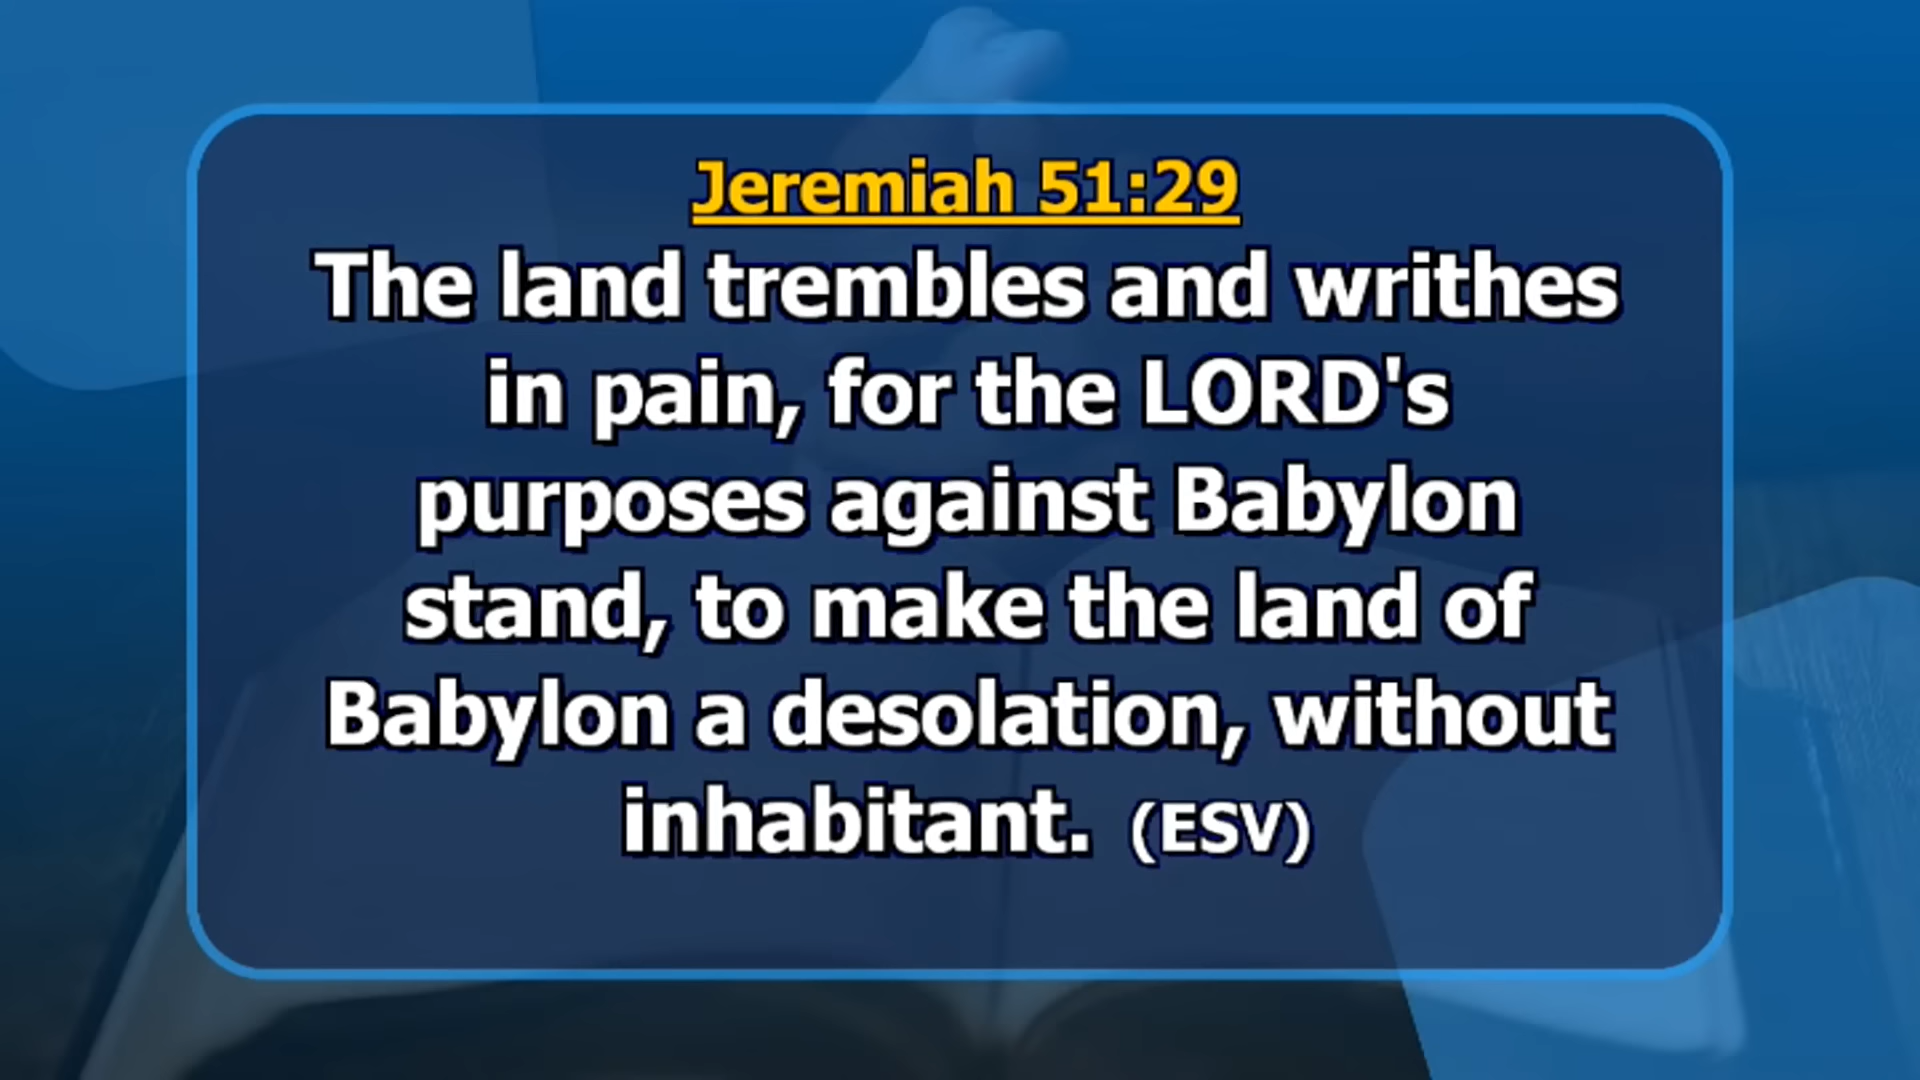 Jeremiah 51:29
The land trembles and writhes
in pain, for the LORD's
purposes against Babylon
stand, to make the land of
Babylon a desolation, without
inhabitant. (ESV)